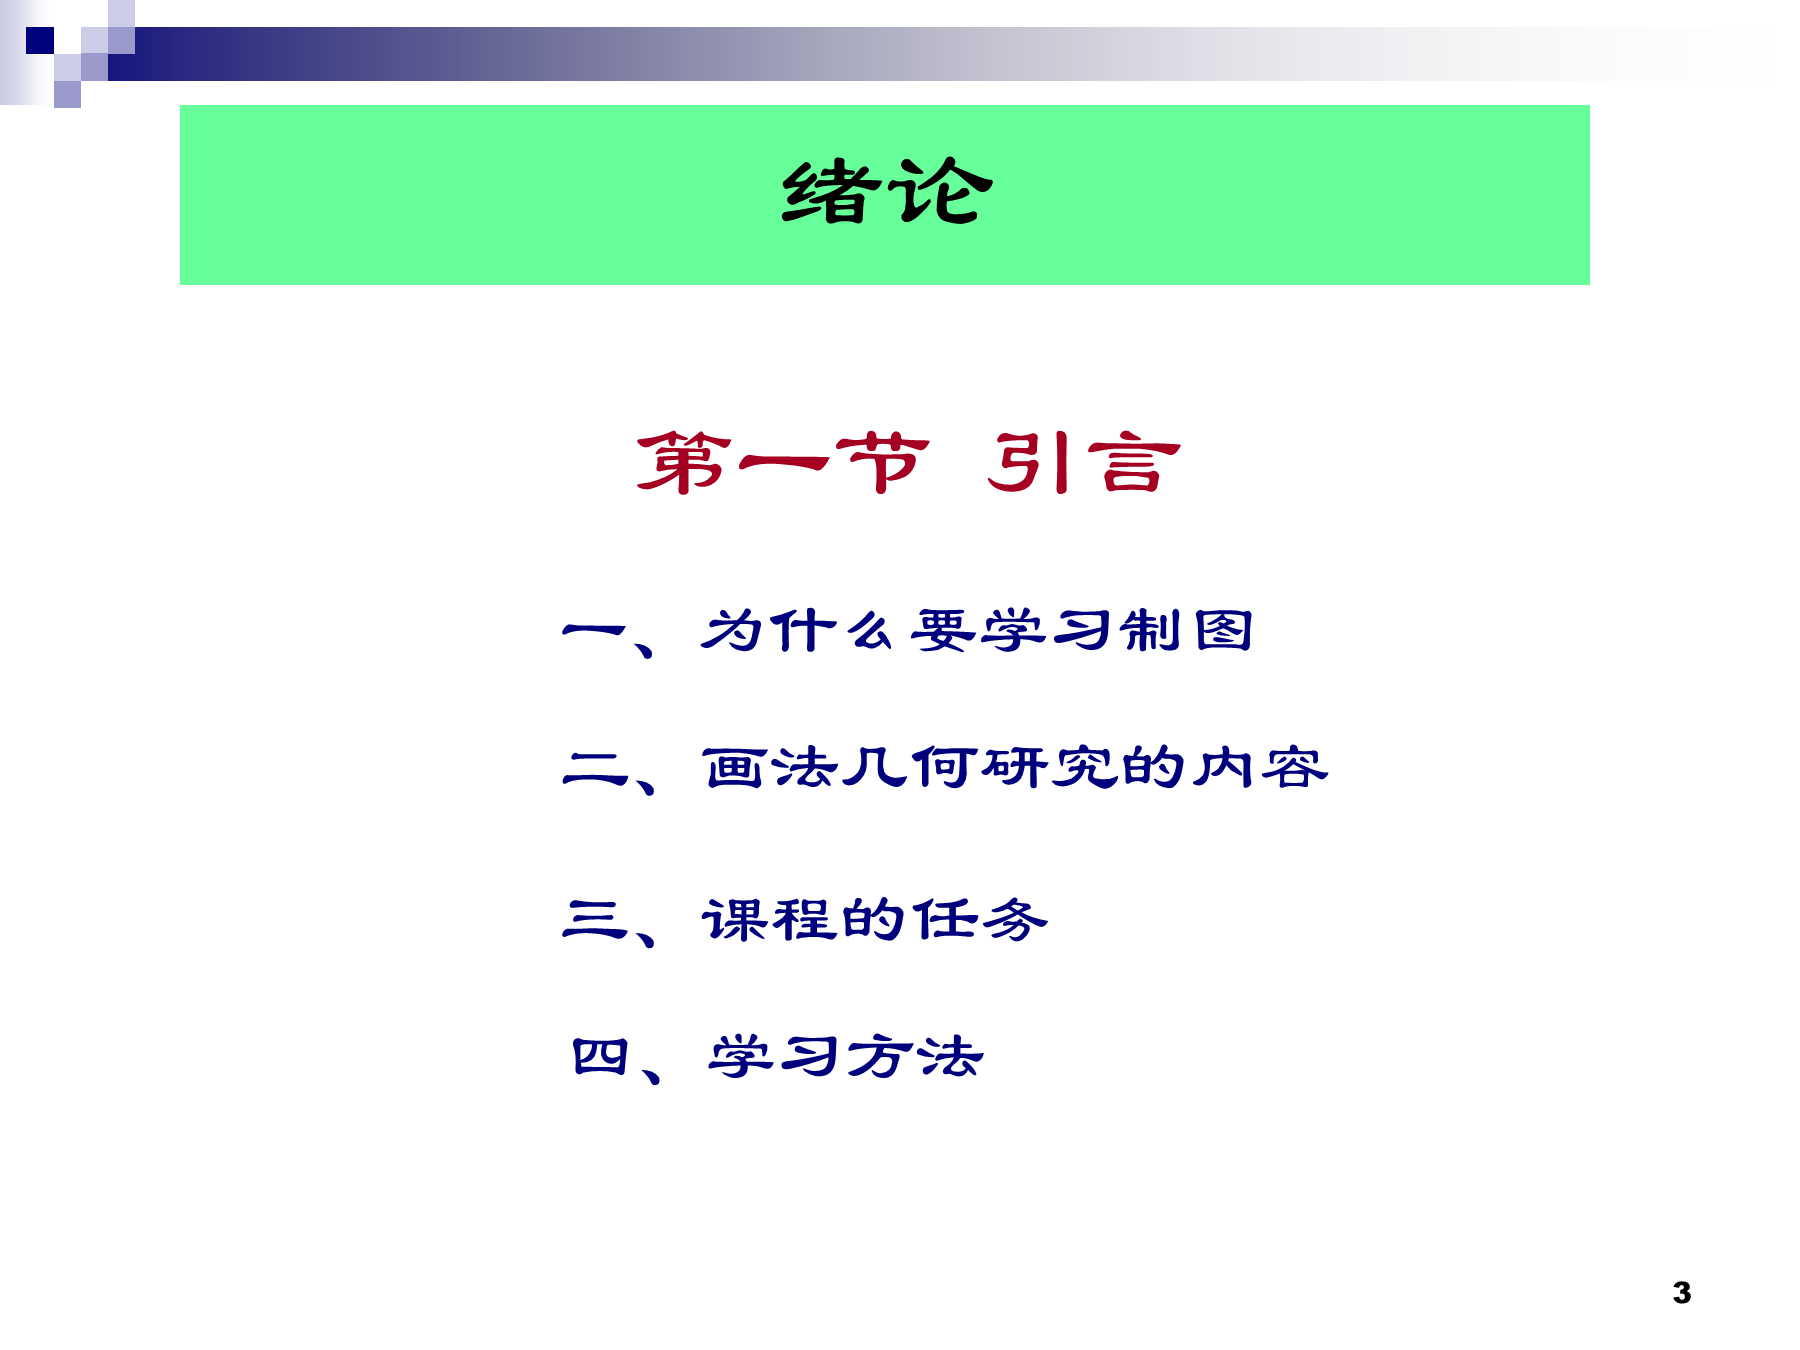 绪论
第一节 引言
一、为什么要学习制图
二、画法几何研究的内容
三、课程的任务
四、学习方法
3